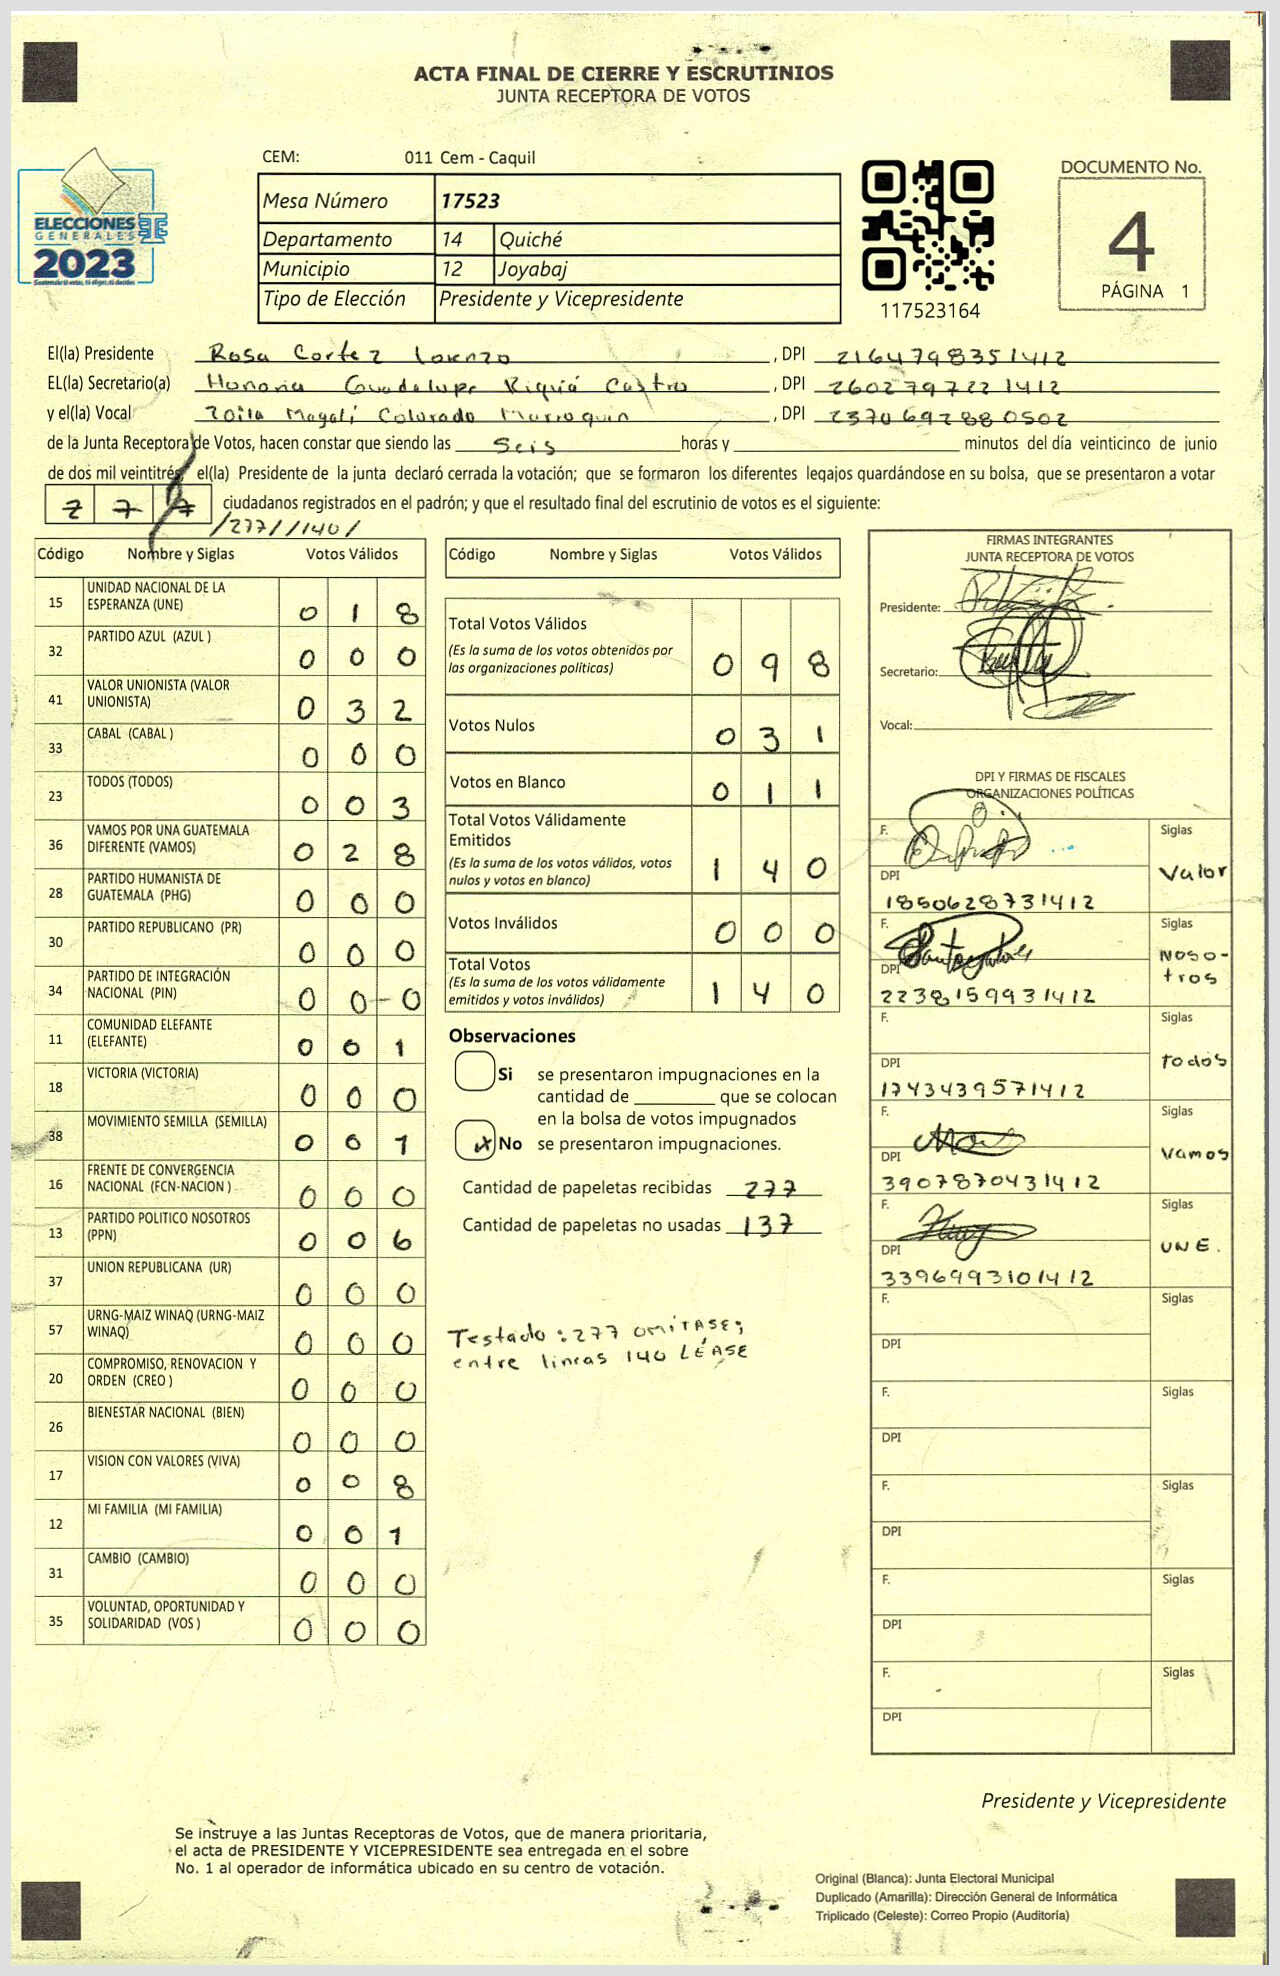 ACTA FINAL DE CIERRE Y ESCRUTINIOS
JUNTA RECEPTORA DE VOTOS
CEM: 011 Cem - Caquil
ELECCIONES
GENERALES
2023
Mesa Número 17523
Departamento 14 Quiché
Municipio 12 Joyabaj
Tipo de Elección Presidente y Vicepresidente
117523164
DOCUMENTO No.
4
PÁGINA 1
El(la) Presidente Rosa Cortez Lorenzo, DPI 2164798351412
EL(la) Secretario(a) Guadalupe Castro, DPI 2602797221412
y el(la) Vocal Zoila Magalí Colorado Marroquin, DPI 2370692880502
de la Junta Receptora de Votos, hacen constar que siendo las Seis horas y minutos del día veinticinco de junio
de dos mil veintitrés el(la) Presidente de la junta declaró cerrada la votación; que se formaron los diferentes legajos guardándose en su bolsa, que se presentaron a votar
277 ciudadanos registrados en el padrón; y que el resultado final del escrutinio de votos es el siguiente:
/277//140/
Código Nombre y Siglas Votos Válidos
15 UNIDAD NACIONAL DE LA ESPERANZA (UNE) 0 1 8
32 PARTIDO AZUL (AZUL ) 0 0 0
41 VALOR UNIONISTA (VALOR UNIONISTA) 0 3 2
33 CABAL (CABAL ) 0 0 0
23 TODOS (TODOS) 0 0 3
36 VAMOS POR UNA GUATEMALA DIFERENTE (VAMOS) 0 2 8
28 PARTIDO HUMANISTA DE GUATEMALA (PHG) 0 0 0
30 PARTIDO REPUBLICANO (PR) 0 0 0
34 PARTIDO DE INTEGRACIÓN NACIONAL (PIN) 0 0-0
11 COMUNIDAD ELEFANTE (ELEFANTE) 0 0 1
18 VICTORIA (VICTORIA) 0 0 0
38 MOVIMIENTO SEMILLA (SEMILLA) 0 0 1
16 FRENTE DE CONVERGENCIA NACIONAL (FCN-NACION ) 0 0 0
13 PARTIDO POLITICO NOSOTROS (PPN) 0 0 6
37 UNION REPUBLICANA (UR) 0 0 0
57 URNG-MAIZ WINAQ (URNG-MAIZ WINAQ) 0 0 0
20 COMPROMISO, RENOVACION Y ORDEN (CREO ) 0 0 0
26 BIENESTAR NACIONAL (BIEN) 0 0 0
17 VISION CON VALORES (VIVA) 0 0 8
12 MI FAMILIA (MI FAMILIA) 0 0 1
31 CAMBIO (CAMBIO) 0 0 0
35 VOLUNTAD, OPORTUNIDAD Y SOLIDARIDAD (VOS ) 0 0 0
Código Nombre y Siglas Votos Válidos
Total Votos Válidos
(Es la suma de los votos obtenidos por
las organizaciones politicas) 0 9 8
Votos Nulos 0 3 1
Votos en Blanco 0 1 1
Total Votos Válidamente
Emitidos
(Es la suma de los votos válidos, votos
nulos y votos en blanco) 1 4 0
Votos Inválidos 0 0 0
Total Votos
(Es la suma de los votos válidamente
emitidos y votos inválidos) 1 4 0
Observaciones
Si se presentaron impugnaciones en la
cantidad de que se colocan
en la bolsa de votos impugnados
x No se presentaron impugnaciones.
Cantidad de papeletas recibidas 277
Cantidad de papeletas no usadas 137
Testado: 277 OMITASE;
entre lineas 140 LÉASE
FIRMAS INTEGRANTES
JUNTA RECEPTORA DE VOTOS
Presidente:
Secretario:
Vocal:
DPI Y FIRMAS DE FISCALES
ORGANIZACIONES POLÍTICAS
F. Siglas
DPI Valor
1850628731412
F. Siglas
DPI Noso-
tros
2238159931412
F. Siglas
DPI todos
1743439571412
F. Siglas
DPI Vamos
3907870431412
F. Siglas
DPI UNE.
3396993101412
F. Siglas
DPI
F. Siglas
DPI
F. Siglas
DPI
F. Siglas
DPI
F. Siglas
DPI
Presidente y Vicepresidente
Se instruye a las Juntas Receptoras de Votos, que de manera prioritaria,
el acta de PRESIDENTE Y VICEPRESIDENTE sea entregada en el sobre
No. 1 al operador de informática ubicado en su centro de votación.
Original (Blanca): Junta Electoral Municipal
Duplicado (Amarilla): Dirección General de Informática
Triplicado (Celeste): Correo Propio (Auditoría)